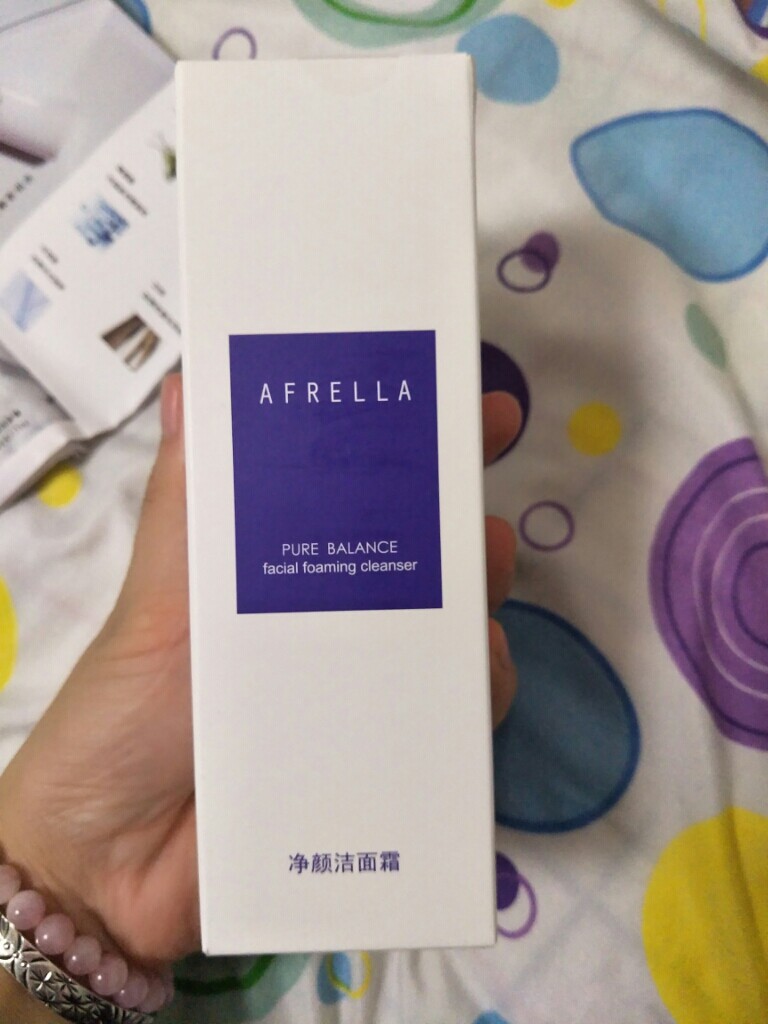 AFRELLA
PURE BALANCE
facial foaming cleanser
净颜洁面霜